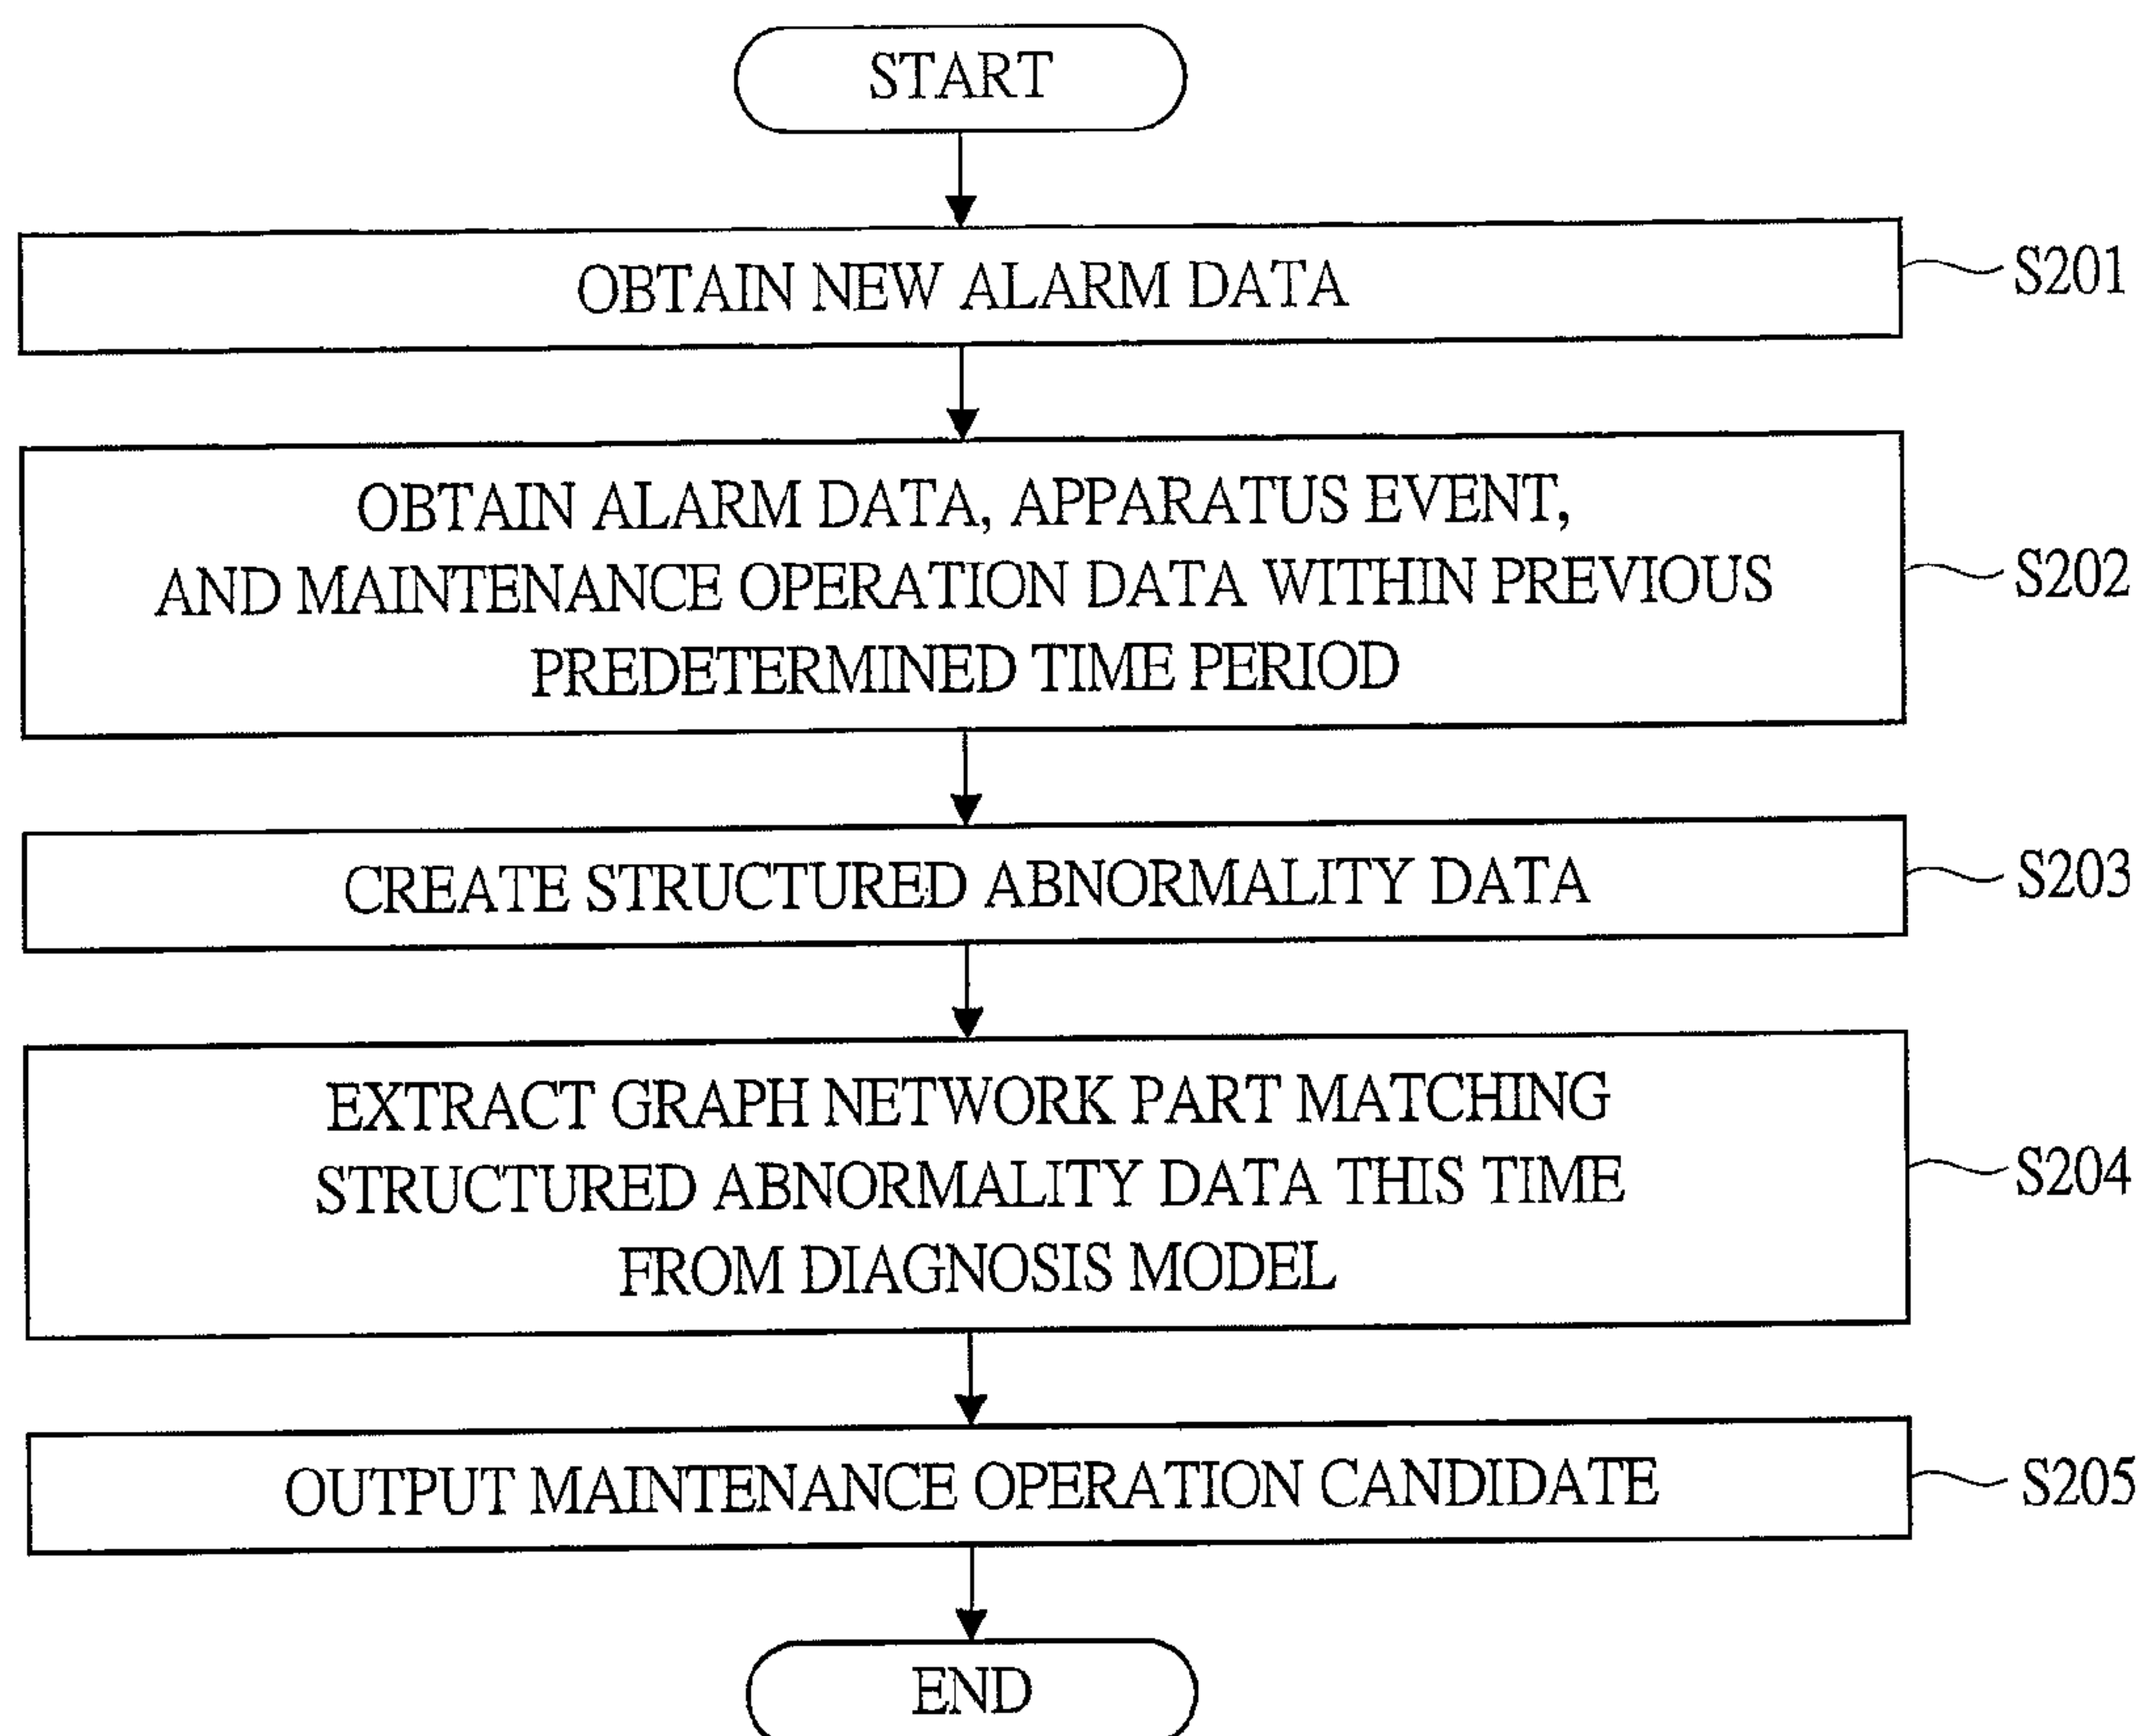 START
OBTAIN NEW ALARM DATA
S201
OBTAIN ALARM DATA, APPARATUS EVENT,
AND MAINTENANCE OPERATION DATA WITHIN PREVIOUS
PREDETERMINED TIME PERIOD
S202
CREATE STRUCTURED ABNORMALITY DATA
S203
EXTRACT GRAPH NETWORK PART MATCHING
STRUCTURED ABNORMALITY DATA THIS TIME
FROM DIAGNOSIS MODEL
S204
OUTPUT MAINTENANCE OPERATION CANDIDATE
S205
END